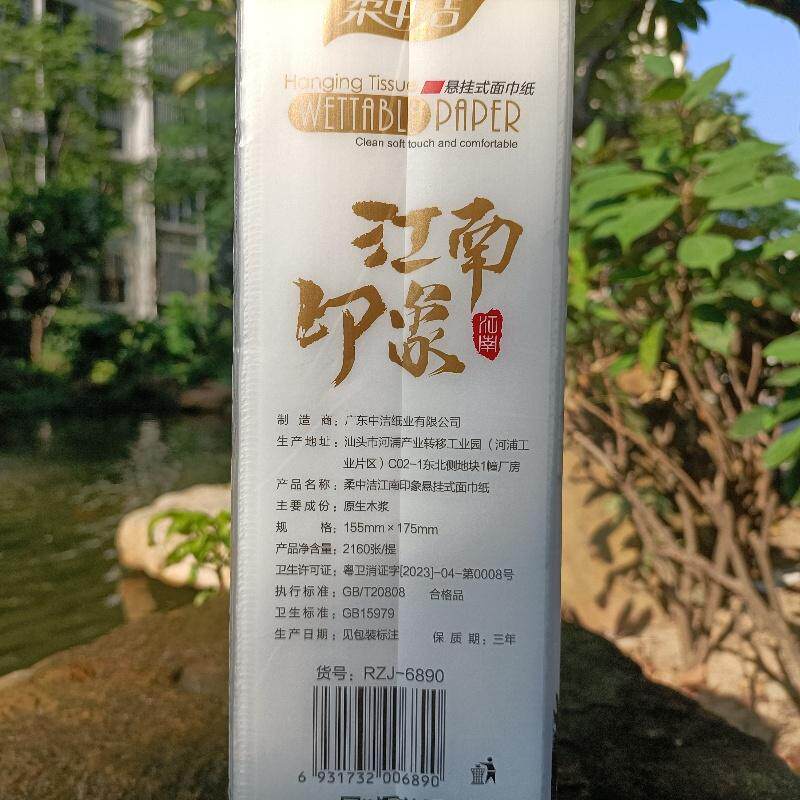 柔中洁
Hanging Tissue 悬挂式面巾纸
WETTABLE PAPER
Clean soft touch and comfortable
江南
印象
江南
制造商：广东中洁纸业有限公司
生产地址：汕头市河浦产业转移工业园（河浦工
业片区）C02-1东北侧地块1幢厂房
产品名称：柔中洁江南印象悬挂式面巾纸
主要成份：原生木浆
规格：155mm×175mm
产品净含量：2160张/提
卫生许可证：粤卫消证字[2023]-04-第0008号
执行标准：GB/T20808 合格品
卫生标准：GB15979
生产日期：见包装标注 保质期：三年
货号：RZJ-6890
6 931732 006890